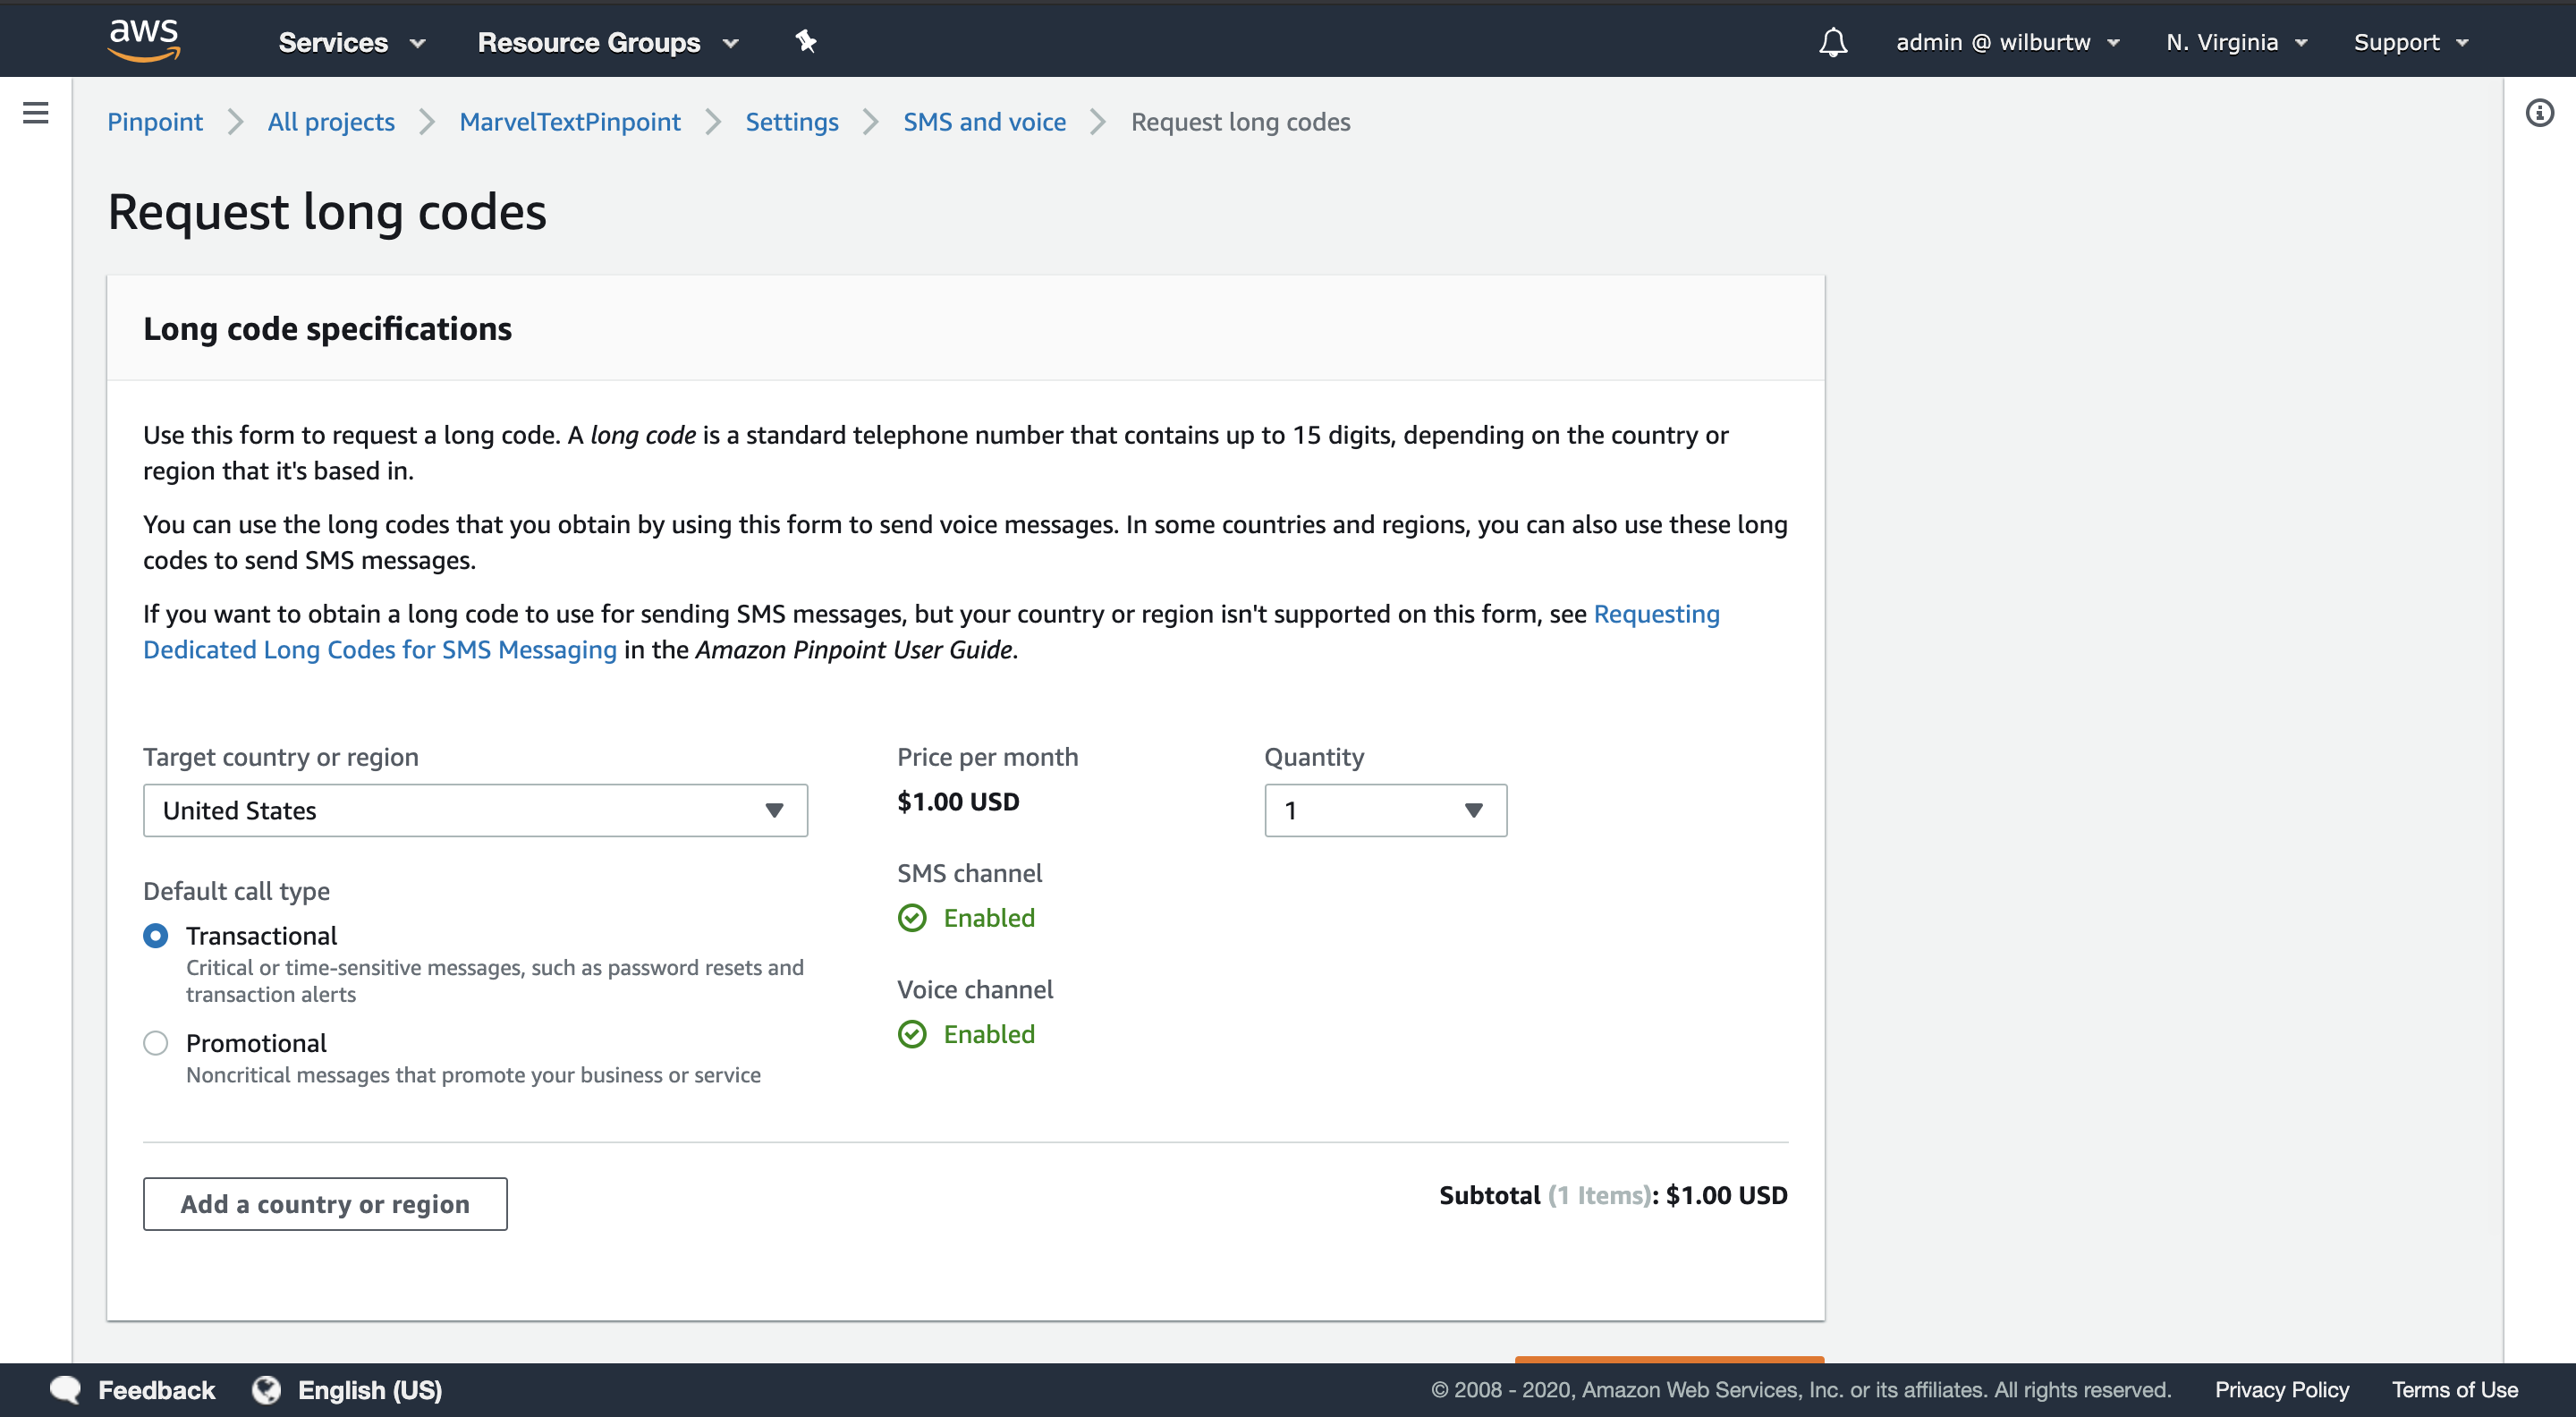 aws
Services
Resource Groups
admin @ wilburtw
N. Virginia
Support
Pinpoint
All projects
MarvelTextPinpoint
Settings
SMS and voice
Request long codes
Request long codes
Long code specifications
Use this form to request a long code. A long code is a standard telephone number that contains up to 15 digits, depending on the country or
region that it's based in.
You can use the long codes that you obtain by using this form to send voice messages. In some countries and regions, you can also use these long
codes to send SMS messages.
If you want to obtain a long code to use for sending SMS messages, but your country or region isn't supported on this form, see Requesting
Dedicated Long Codes for SMS Messaging in the Amazon Pinpoint User Guide.
Target country or region
United States
Price per month
$1.00 USD
Quantity
1
Default call type
Transactional
Critical or time-sensitive messages, such as password resets and
transaction alerts
Promotional
Noncritical messages that promote your business or service
SMS channel
Enabled
Voice channel
Enabled
Add a country or region
Subtotal (1 Items): $1.00 USD
Feedback
English (US)
© 2008 - 2020, Amazon Web Services, Inc. or its affiliates. All rights reserved.
Privacy Policy
Terms of Use